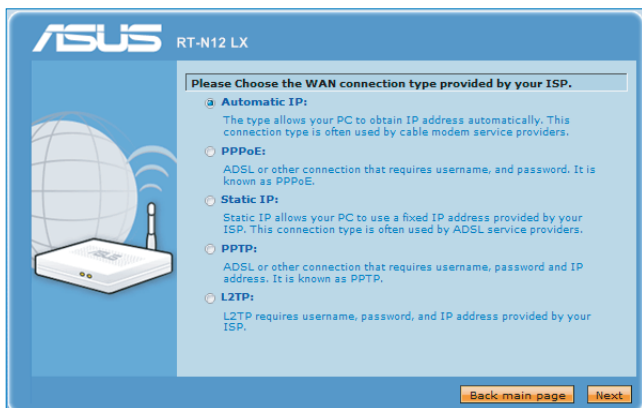 ASUS RT-N12 LX
Please Choose the WAN connection type provided by your ISP.
Automatic IP:
The type allows your PC to obtain IP address automatically. This
connection type is often used by cable modem service providers.
PPPoE:
ADSL or other connection that requires username, and password. It is
known as PPPoE.
Static IP:
Static IP allows your PC to use a fixed IP address provided by your
ISP. This connection type is often used by ADSL service providers.
PPTP:
ADSL or other connection that requires username, password and IP
address. It is known as PPTP.
L2TP:
L2TP requires username, password, and IP address provided by your
ISP.
ASUS
Back main page Next